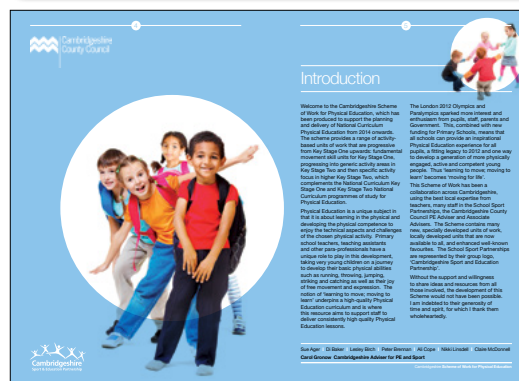 4
Cambridgeshire
County Council
Cambridgeshire
Sport & Education Partnership
5
Introduction
Welcome to the Cambridgeshire Scheme
of Work for Physical Education, which has
been produced to support the planning
and delivery of National Curriculum
Physical Education from 2014 onwards.
The scheme provides a range of activity-
based units of work that are progressive
from Key Stage One upwards: fundamental
movement skill units for Key Stage One,
progressing into generic activity areas in
Key Stage Two and then specific activity
focus in higher Key Stage Two, which
complements the National Curriculum Key
Stage One and Key Stage Two National
Curriculum programmes of study for
Physical Education.
Physical Education is a unique subject in
that it is about learning in the physical and
developing the physical competence to
enjoy the technical aspects and challenges
of the chosen physical activity. Primary
school teachers, teaching assistants
and other para-professionals have a
unique role to play in this development,
taking very young children on a journey
to develop their basic physical abilities
such as running, throwing, jumping,
striking and catching as well as their joy
of free movement and expression. The
notion of 'learning to move; moving to
learn' underpins a high-quality Physical
Education curriculum and is where
this resource aims to support staff to
deliver consistently high quality Physical
Education lessons.
The London 2012 Olympics and
Paralympics sparked more interest and
enthusiasm from pupils, staff, parents and
Government. This, combined with new
funding for Primary Schools, means that
all schools can provide an inspirational
Physical Education experience for all
pupils, a fitting legacy to 2012 and one way
to develop a generation of more physically
engaged, active and competent young
people. Thus 'learning to move; moving to
learn' becomes 'moving for life'.
This Scheme of Work has been a
collaboration across Cambridgeshire,
using the best local expertise from
teachers, many staff in the School Sport
Partnerships, the Cambridgeshire County
Council PE Adviser and Associate
Advisers. The Scheme contains many
new, specially developed units of work,
locally developed units that are now
available to all, and enhanced well-known
favourites. The School Sport Partnerships
are represented by their group logo,
'Cambridgeshire Sport and Education
Partnership'.
Without the support and willingness
to share ideas and resources from all
those involved, the development of this
Scheme would not have been possible.
I am indebted to their generosity of
time and spirit, for which I thank them
wholeheartedly.
Sue Ager Di Baker Lesley Birch Peter Brennan Ali Cope Nikki Linsdell Claire McDonnell
Carol Gronow Cambridgeshire Adviser for PE and Sport
Cambridgeshire Scheme of Work for Physical Education